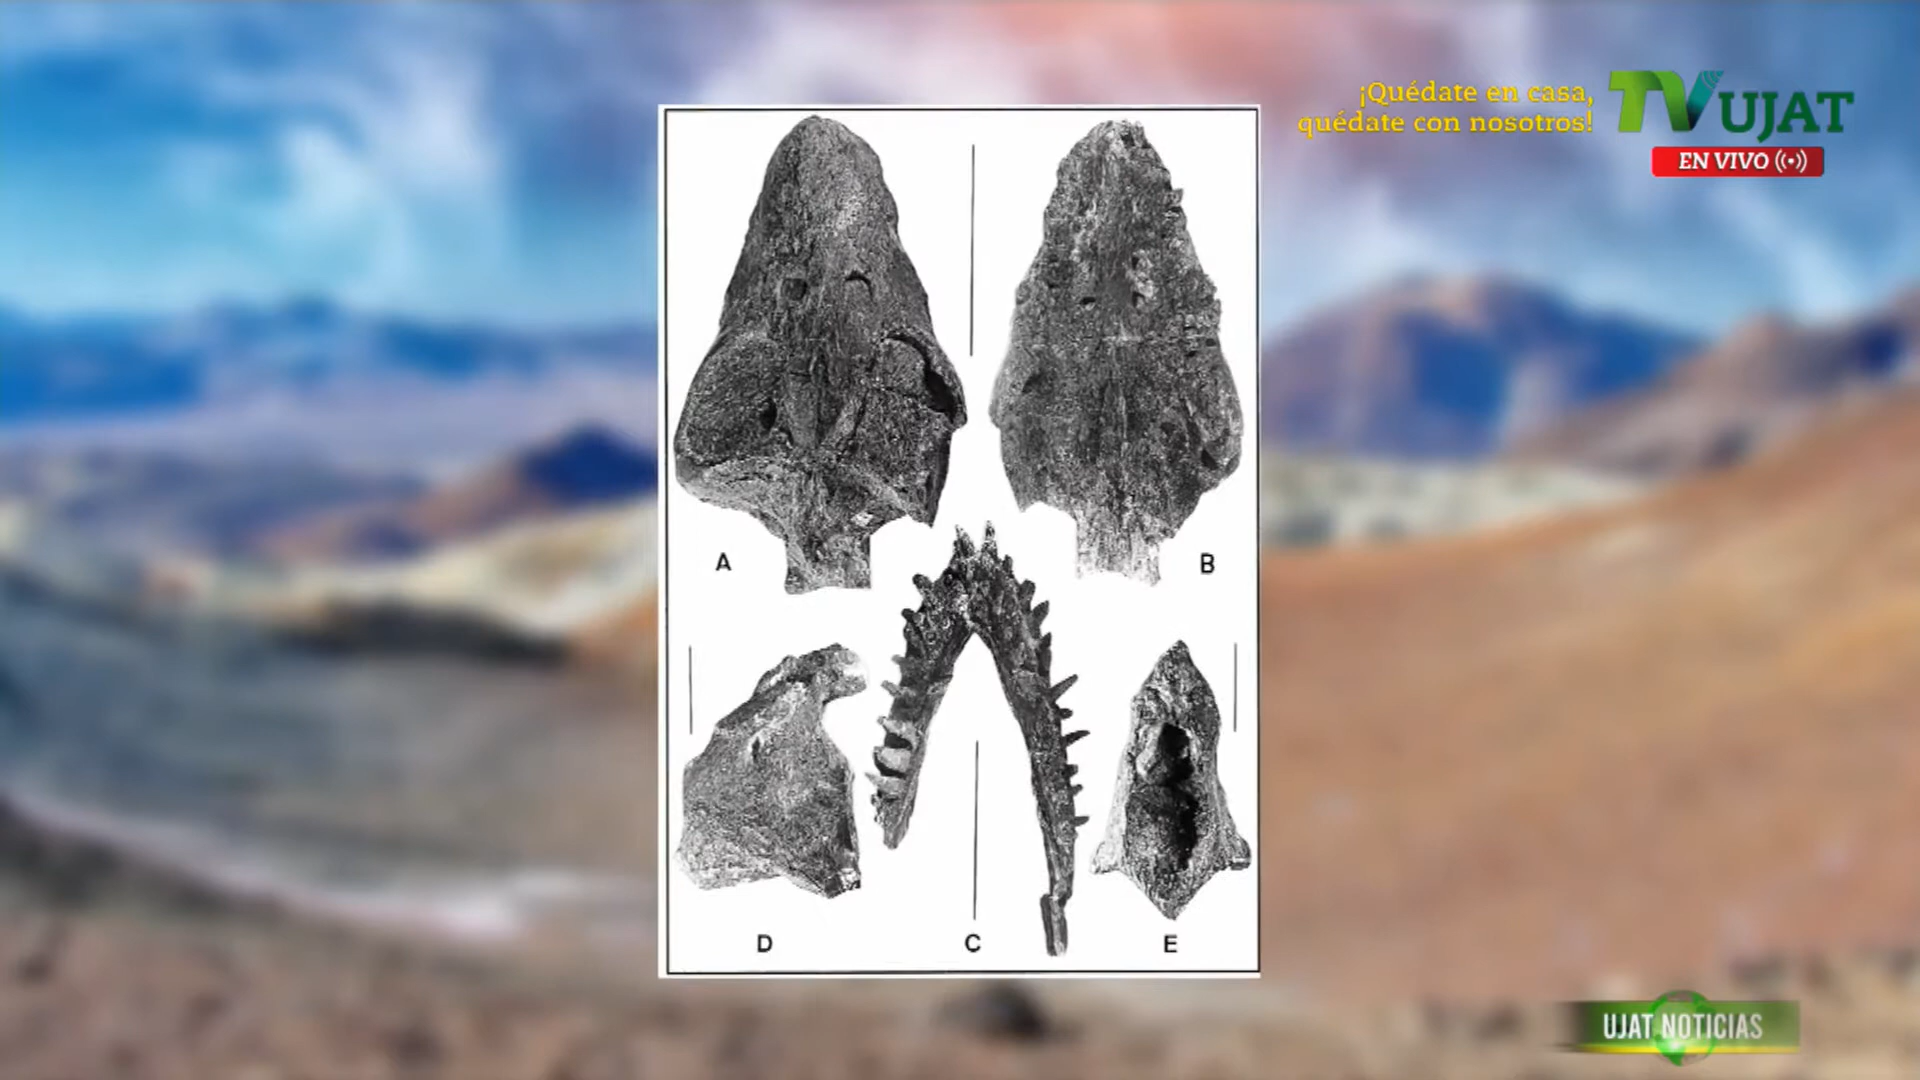 ¡Quédate en casa,
quédate con nosotros!
TV UJAT
EN VIVO
A
B
D
C
E
UJAT NOTICIAS